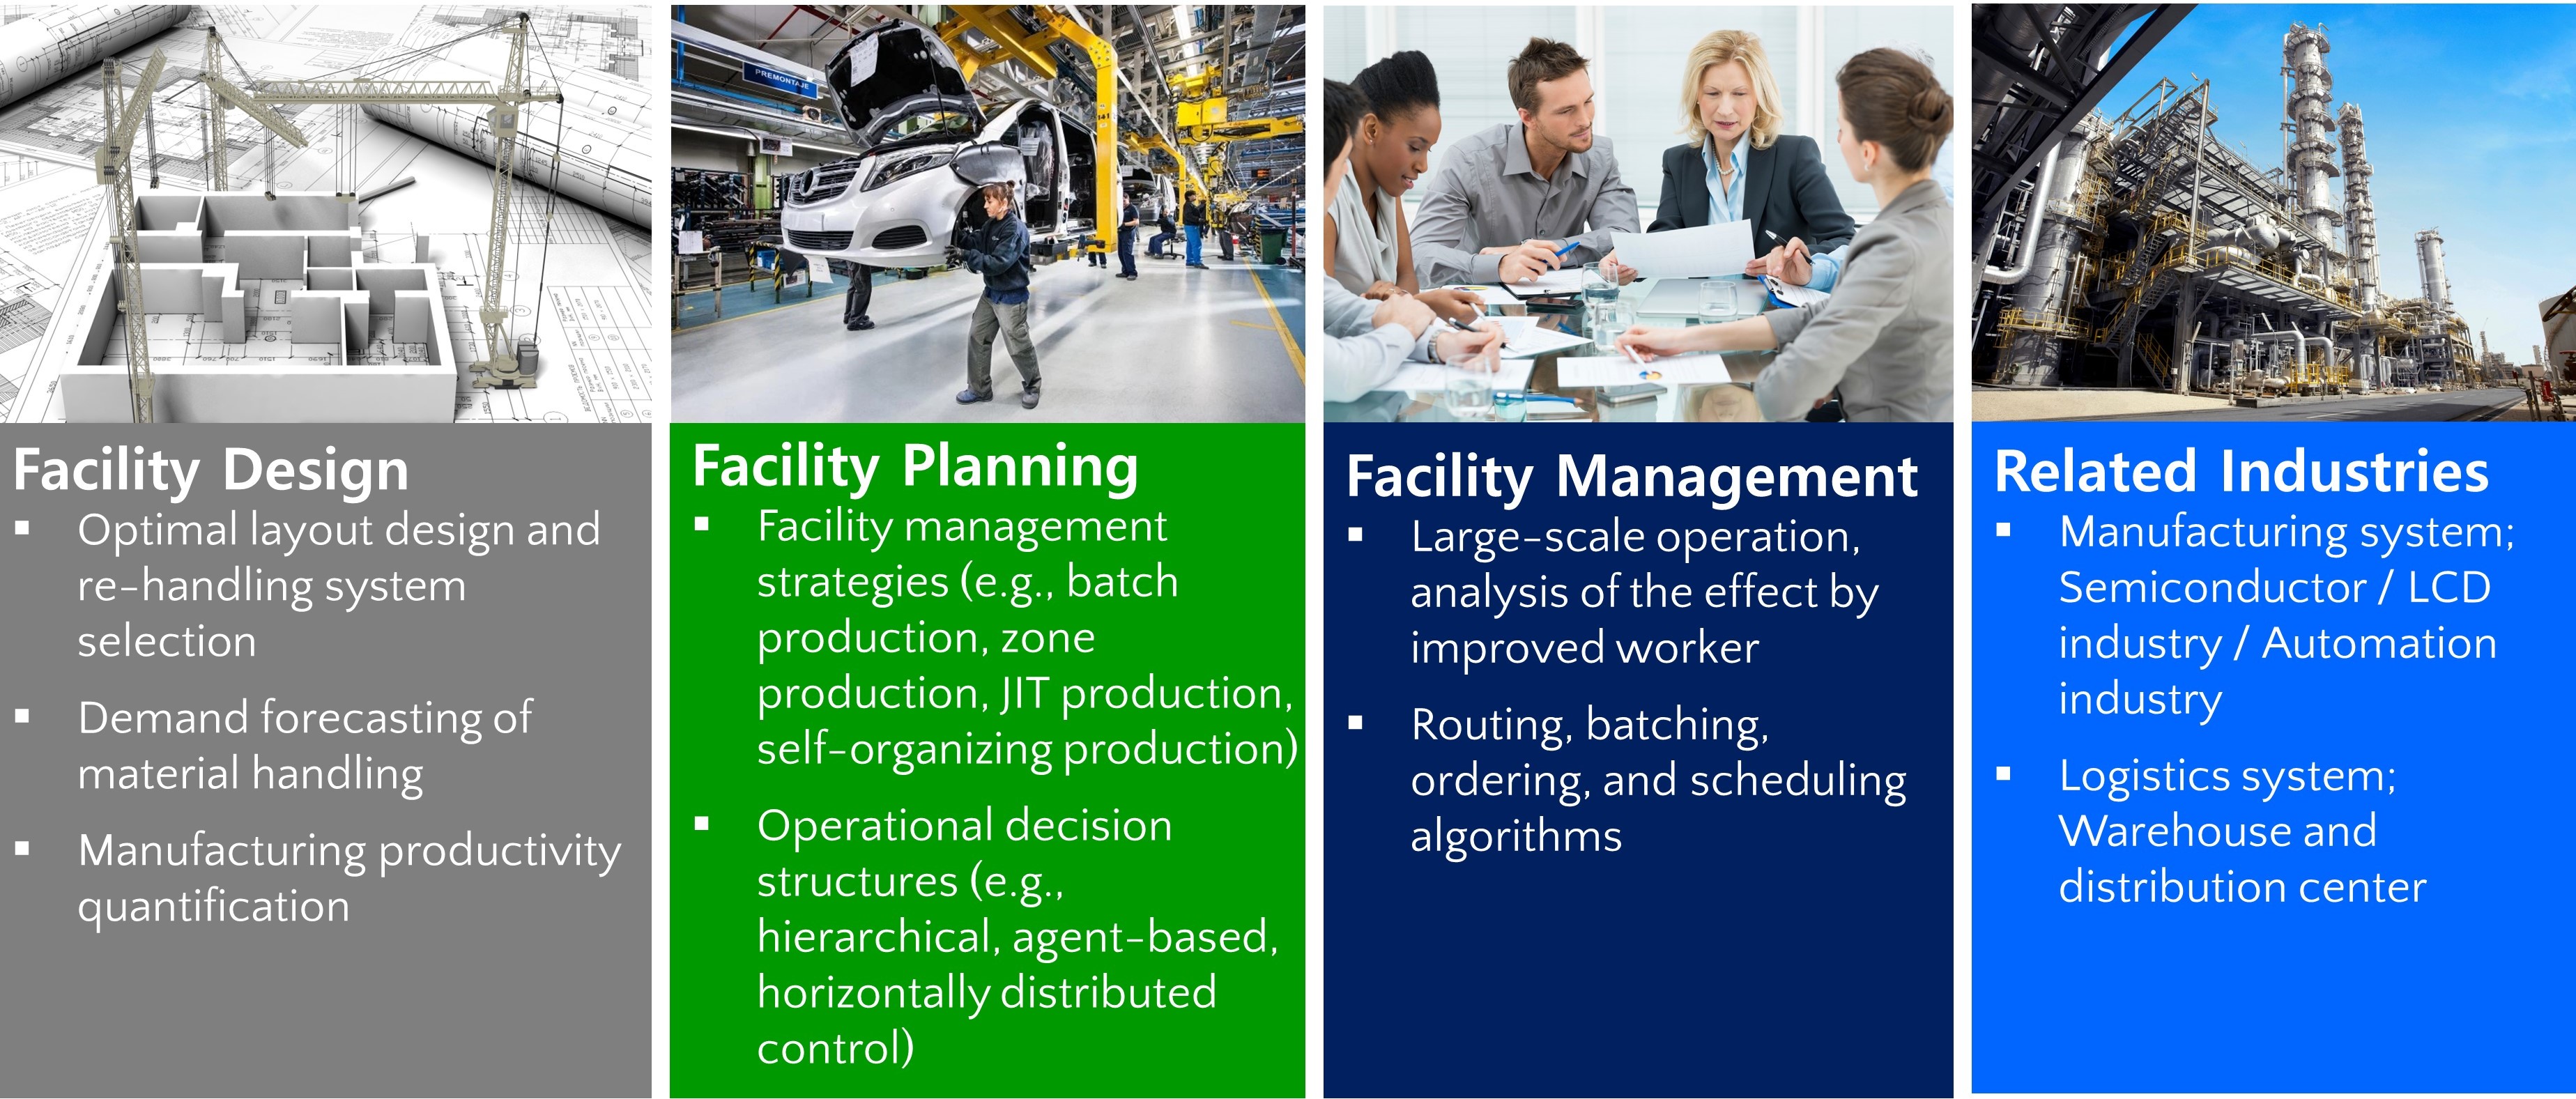 PREMONTAJE
Facility Design
▪ Optimal layout design and
re-handling system
selection
▪ Demand forecasting of
material handling
▪ Manufacturing productivity
quantification
Facility Planning
▪ Facility management
strategies (e.g., batch
production, zone
production, JIT production,
self-organizing production)
▪ Operational decision
structures (e.g.,
hierarchical, agent-based,
horizontally distributed
control)
Facility Management
▪ Large-scale operation,
analysis of the effect by
improved worker
▪ Routing, batching,
ordering, and scheduling
algorithms
Related Industries
▪ Manufacturing system;
Semiconductor / LCD
industry / Automation
industry
▪ Logistics system;
Warehouse and
distribution center